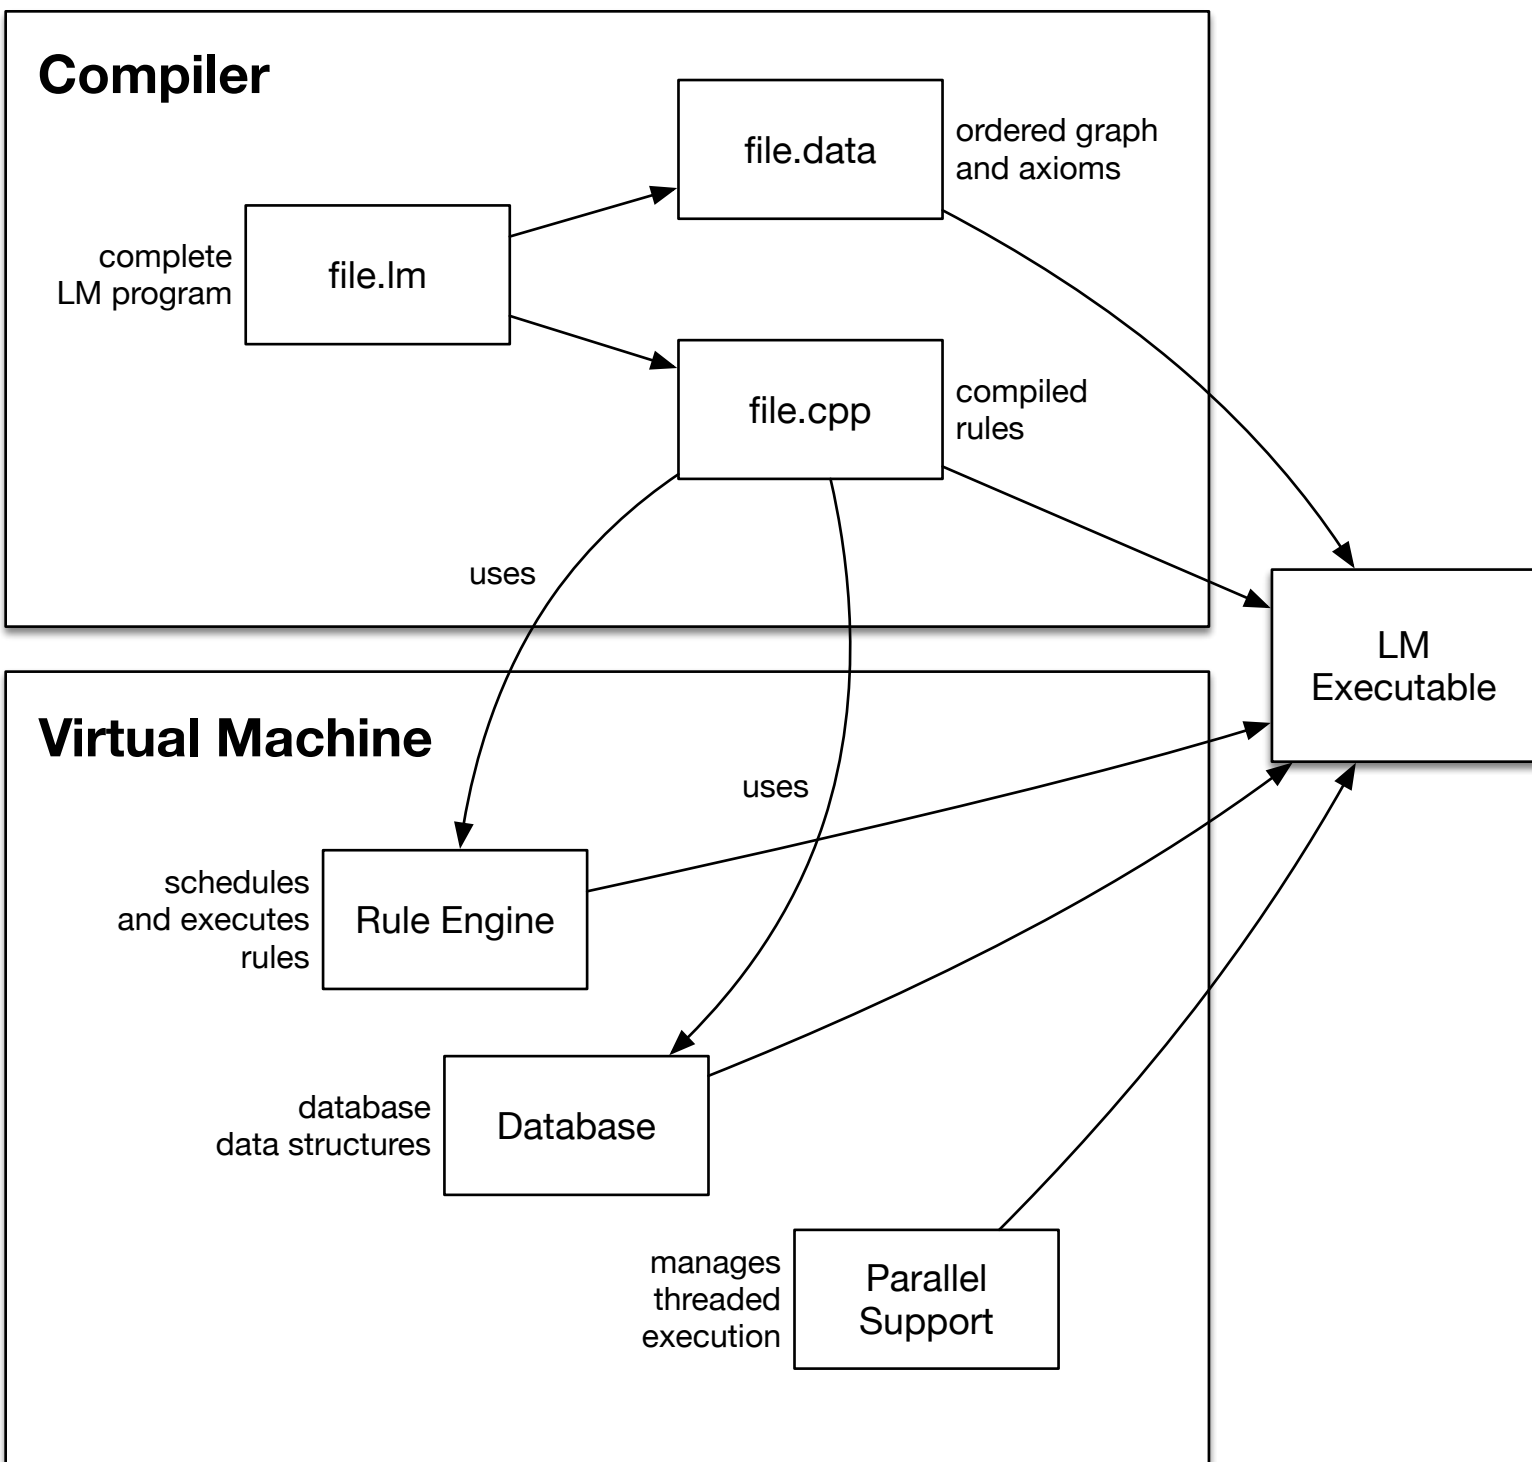 Compiler
file.data
ordered graph
and axioms
complete
LM program
file.lm
file.cpp
compiled
rules
uses
LM
Executable
Virtual Machine
uses
schedules
and executes
rules
Rule Engine
database
data structures
Database
manages
threaded
execution
Parallel
Support